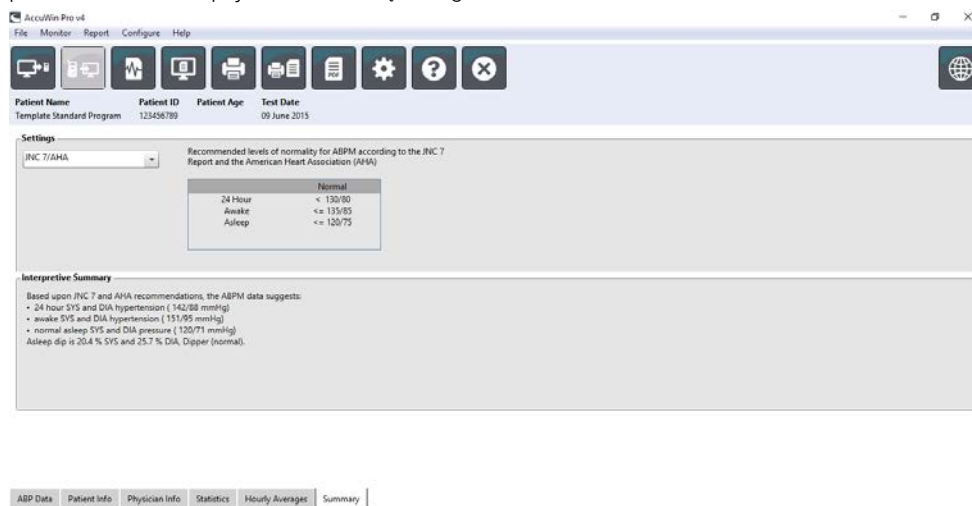 AccuWin Pro v4
File Monitor Report Configure Help
PDF
Patient Name Patient ID Patient Age Test Date
Template Standard Program 123456789 09 June 2015
Settings
JNC 7/AHA
Recommended levels of normality for ABPM according to the JNC 7
Report and the American Heart Association (AHA)
Normal
24 Hour < 130/80
Awake <= 135/85
Asleep <= 120/75
Interpretive Summary
Based upon JNC 7 and AHA recommendations, the ABPM data suggests:
• 24 hour SYS and DIA hypertension ( 142/88 mmHg)
• awake SYS and DIA hypertension ( 151/95 mmHg)
• normal asleep SYS and DIA pressure ( 120/71 mmHg)
Asleep dip is 20.4 % SYS and 25.7 % DIA, Dipper (normal).
ABP Data Patient Info Physician Info Statistics Hourly Averages Summary